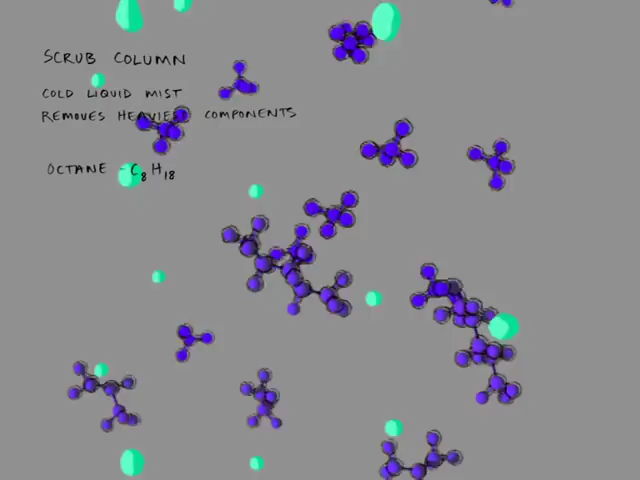 SCRUB COLUMN
COLD LIQUID MIST
REMOVES HEAVIER COMPONENTS
OCTANE - C8H18